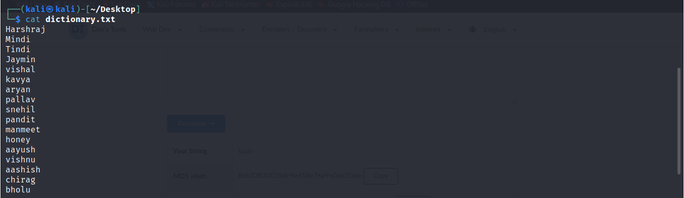 ┌──(kali㉿kali)-[~/Desktop]
└─$ cat dictionary.txt
Harshraj
Mindi
Tindi
Jaymin
vishal
kavya
aryan
pallav
snehil
pandit
manmeet
honey
aayush
vishnu
aashish
chirag
bholu